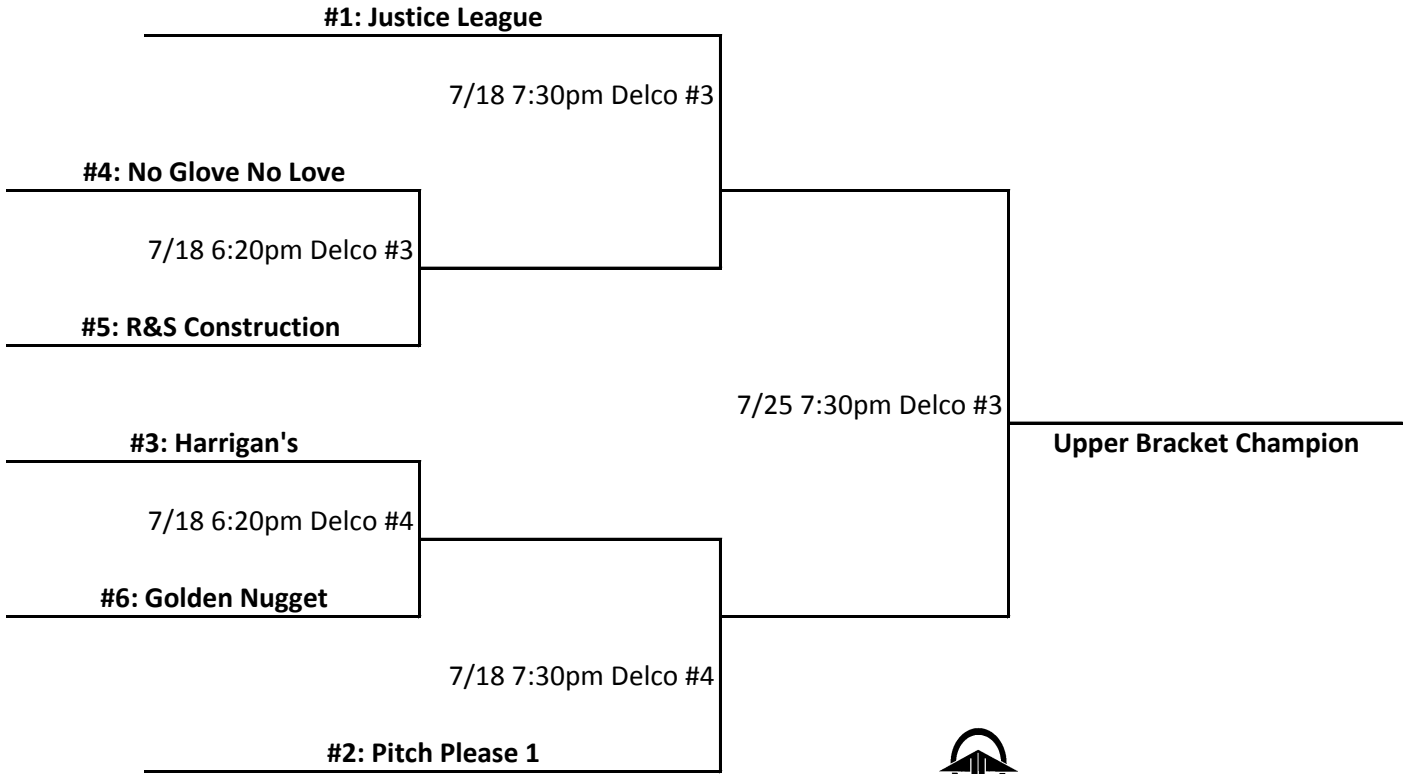 #1: Justice League
7/18 7:30pm Delco #3
#4: No Glove No Love
7/18 6:20pm Delco #3
#5: R&S Construction
7/25 7:30pm Delco #3
#3: Harrigan's
Upper Bracket Champion
7/18 6:20pm Delco #4
#6: Golden Nugget
7/18 7:30pm Delco #4
#2: Pitch Please 1